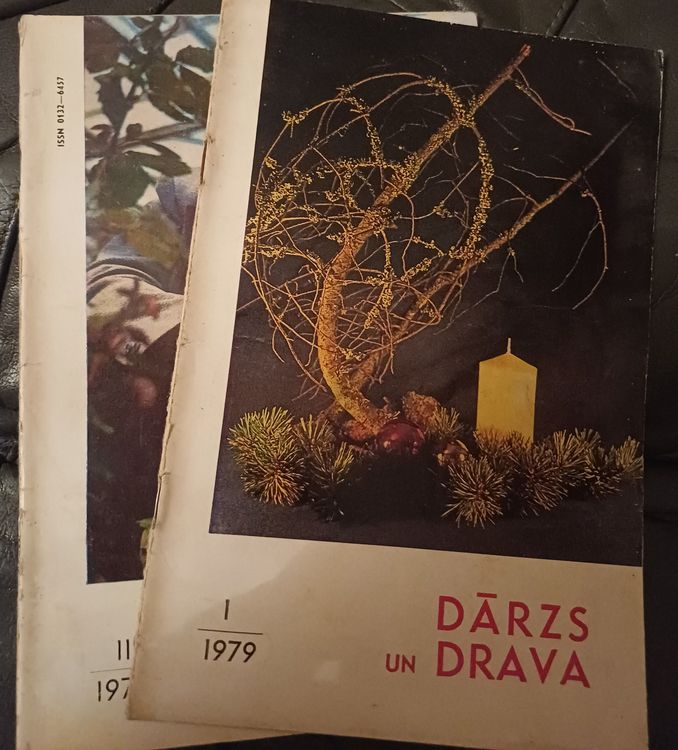 ISSN 0132—6457
I
1979
DĀRZS
UN DRAVA